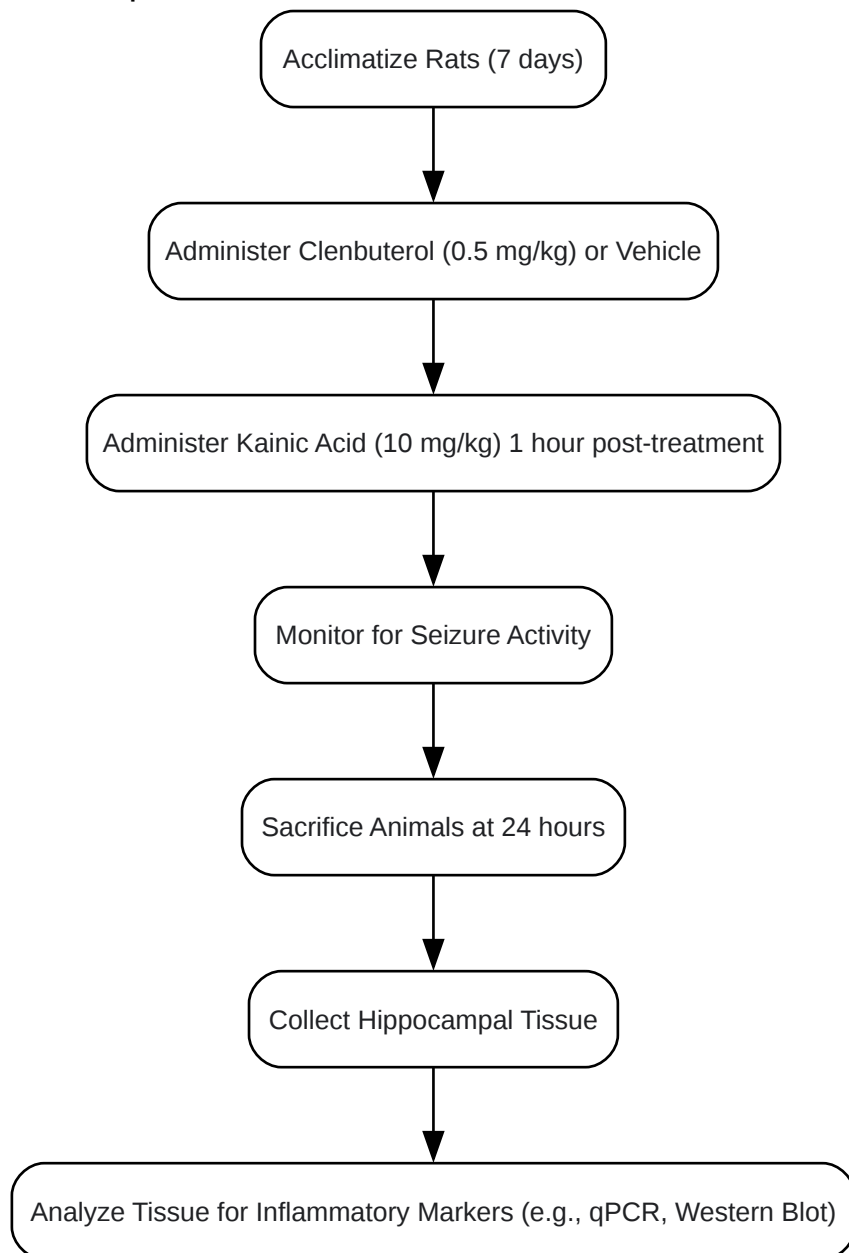 Acclimatize Rats (7 days)
Administer Clenbuterol (0.5 mg/kg) or Vehicle
Administer Kainic Acid (10 mg/kg) 1 hour post-treatment
Monitor for Seizure Activity
Sacrifice Animals at 24 hours
Collect Hippocampal Tissue
Analyze Tissue for Inflammatory Markers (e.g., qPCR, Western Blot)